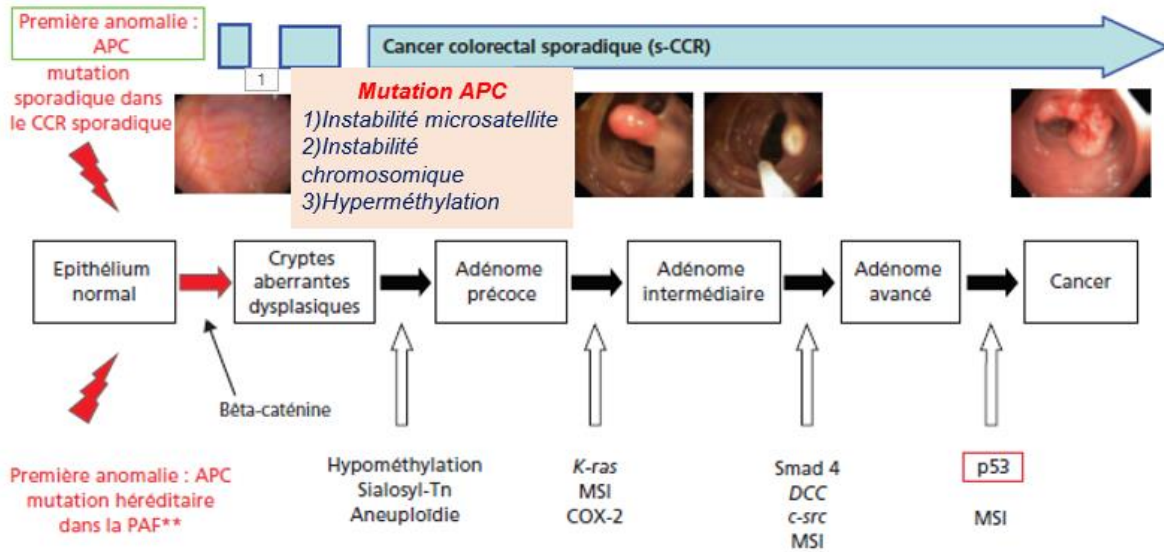 Première anomalie :
APC
mutation
sporadique dans
le CCR sporadique
Cancer colorectal sporadique (s-CCR)
1
Mutation APC
1)Instabilité microsatellite
2)Instabilité
chromosomique
3)Hyperméthylation
Epithélium
normal
Cryptes
aberrantes
dysplasiques
Adénome
précoce
Adénome
intermédiaire
Adénome
avancé
Cancer
Bêta-caténine
Première anomalie : APC
mutation héréditaire
dans la PAF**
Hypométhylation
Sialosyl-Tn
Aneuploïdie
K-ras
MSI
COX-2
Smad 4
DCC
c-src
MSI
p53
MSI